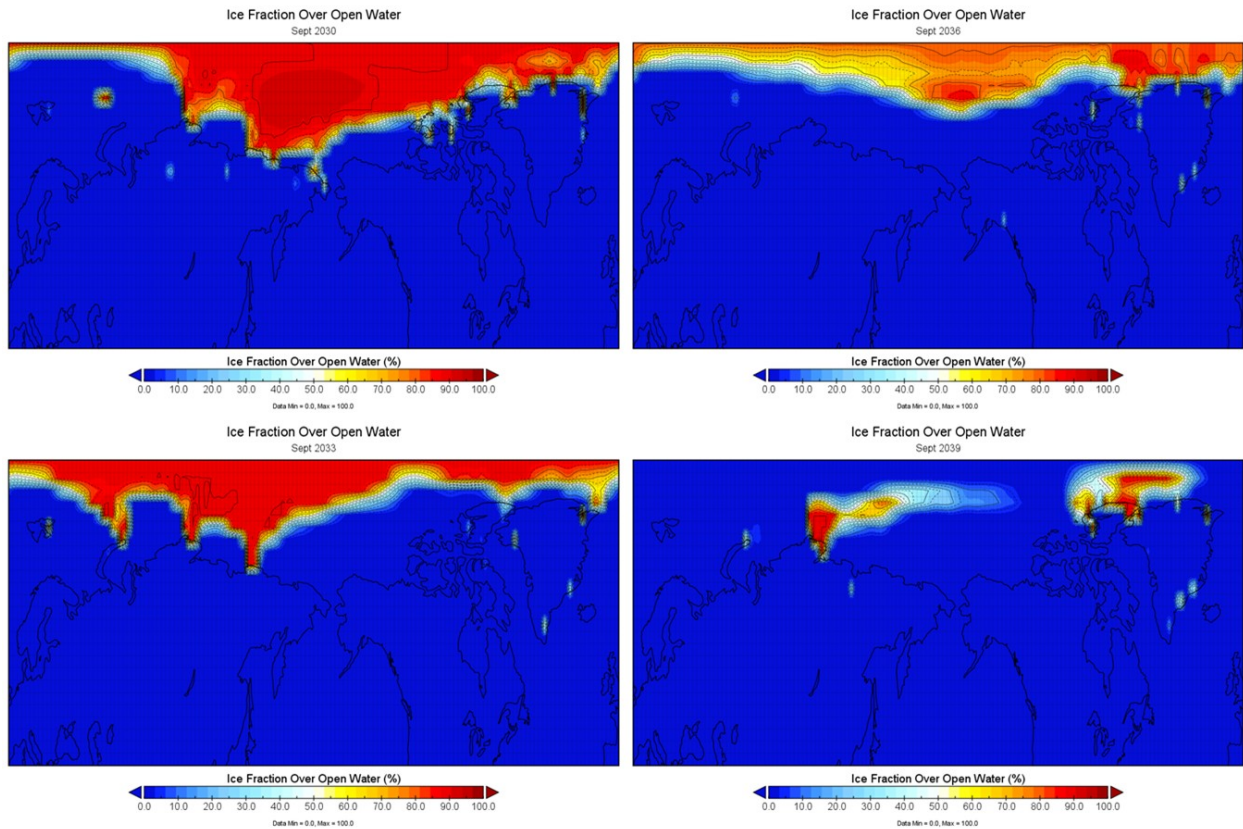 Ice Fraction Over Open Water
Sept 2030
Ice Fraction Over Open Water (%)
0.0 10.0 20.0 30.0 40.0 50.0 60.0 70.0 80.0 90.0 100.0
Data Min = 0.0, Max = 100.0
Ice Fraction Over Open Water
Sept 2036
Ice Fraction Over Open Water (%)
0.0 10.0 20.0 30.0 40.0 50.0 60.0 70.0 80.0 90.0 100.0
Data Min = 0.0, Max = 100.0
Ice Fraction Over Open Water
Sept 2033
Ice Fraction Over Open Water (%)
0.0 10.0 20.0 30.0 40.0 50.0 60.0 70.0 80.0 90.0 100.0
Data Min = 0.0, Max = 100.0
Ice Fraction Over Open Water
Sept 2039
Ice Fraction Over Open Water (%)
0.0 10.0 20.0 30.0 40.0 50.0 60.0 70.0 80.0 90.0 100.0
Data Min = 0.0, Max = 100.0